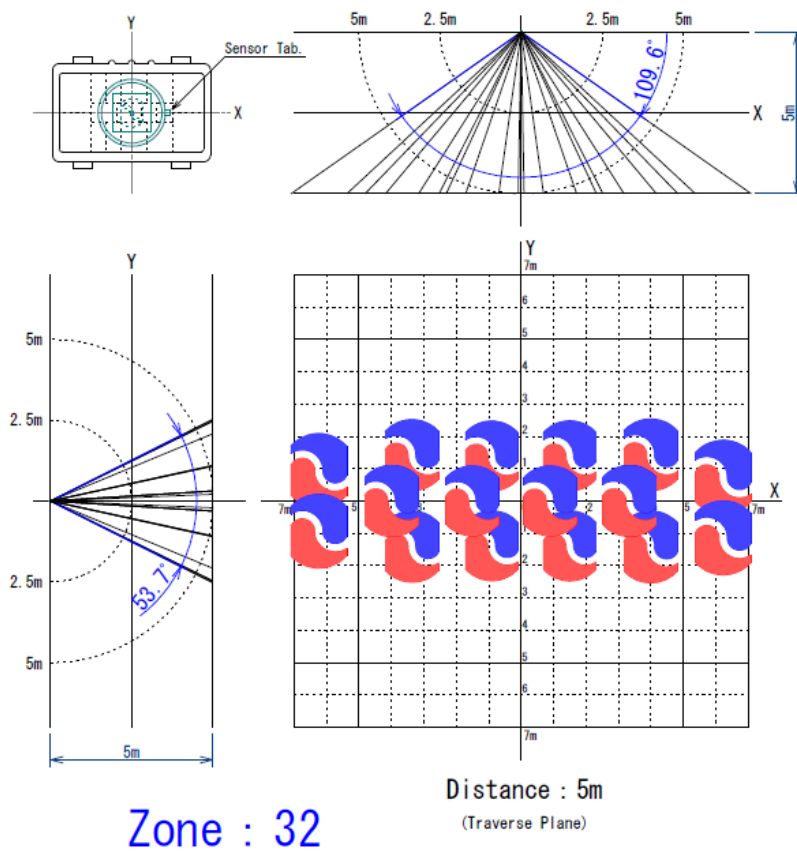 Y
Sensor Tab.
X
5m 2.5m 2.5m 5m
109.6°
X
5m
Y
5m
2.5m
2.5m
5m
53.7°
5m
Y
7m
6
5
4
3
2
1
X
7m 5 2 5 7m
1
2
3
4
5
6
7m
Distance : 5m
(Traverse Plane)
Zone : 32